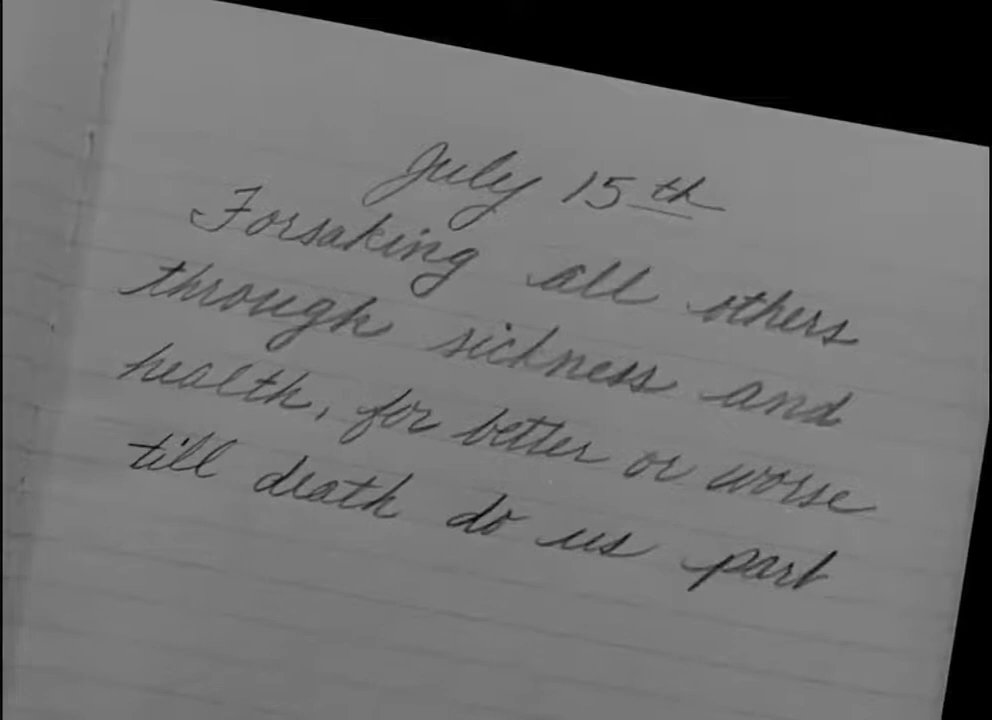 July 15th
Forsaking all others
through sickness and
health, for better or worse
till death do us part